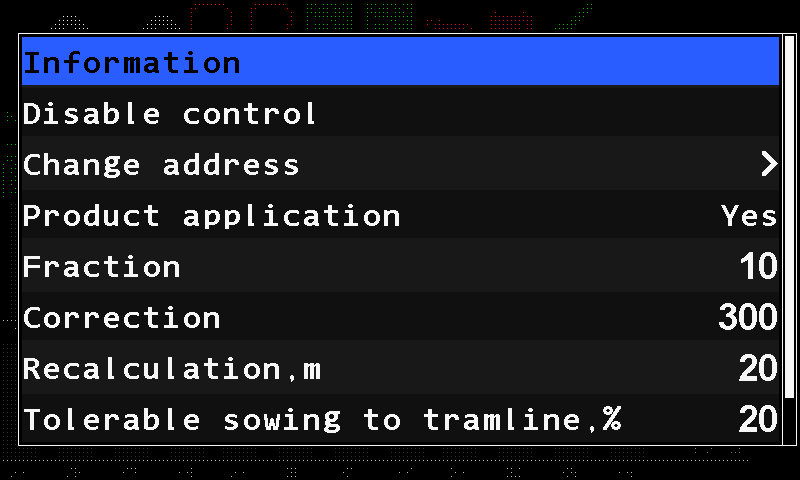 Information
Disable control
Change address >
Product application Yes
Fraction 10
Correction 300
Recalculation,m 20
Tolerable sowing to tramline,% 20